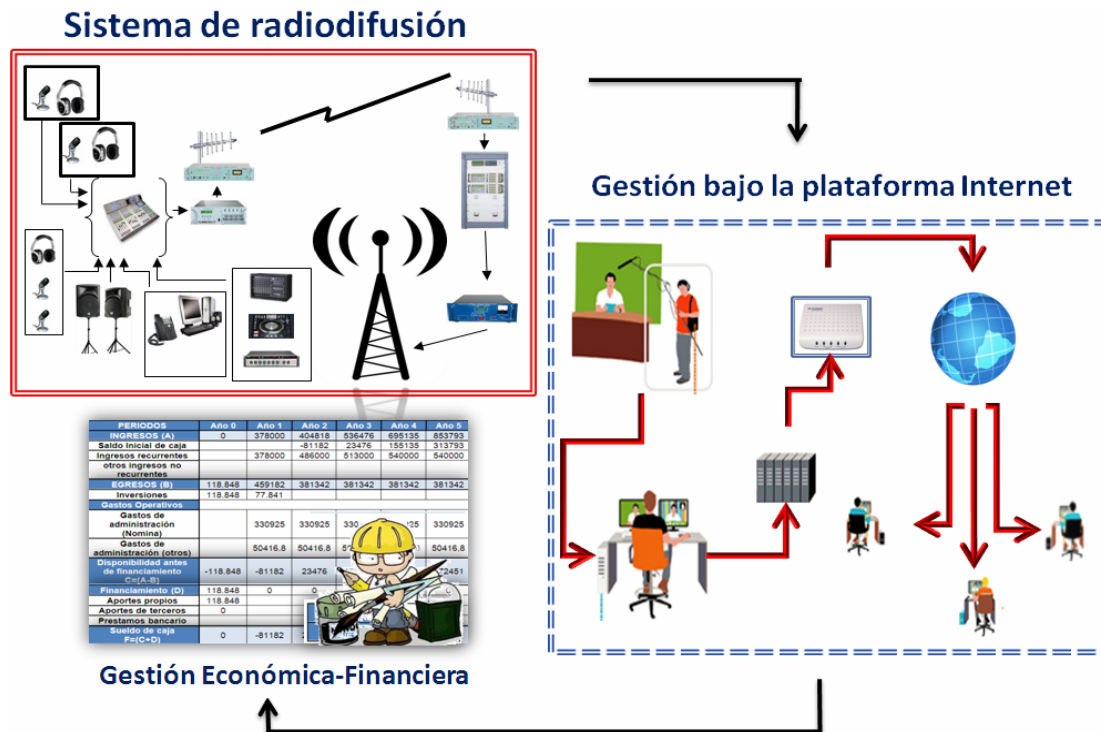 Sistema de radiodifusión
Gestión bajo la plataforma Internet
PERIODOS Año 0 Año 1 Año 2 Año 3 Año 4 Año 5
INGRESOS (A) 0 378000 404818 536476 695135 853793
Saldo Inicial de caja -81182 23476 155135 313793
Ingresos recurrentes 378000 486000 513000 540000 540000
otros ingresos no
recurrentes
EGRESOS (B) 118.848 459182 381342 381342 381342 381342
Inversiones 118.848 77.841
Gastos Operativos
Gastos de
administración
(Nomina)
330925 330925 330 25 330925
Gastos de
administración (otros)
50416,8 50416,8 50416,8
Disponibilidad antes
de financiamiento
C=(A-B)
-118.848 -81182 23476 72451
Financiamiento (D) 118.848 0 0
Aportes propios 118.848
Aportes de terceros 0
Prestamos bancario
Sueldo de caja
F=(C+D)
0 -81182
Gestión Económica-Financiera